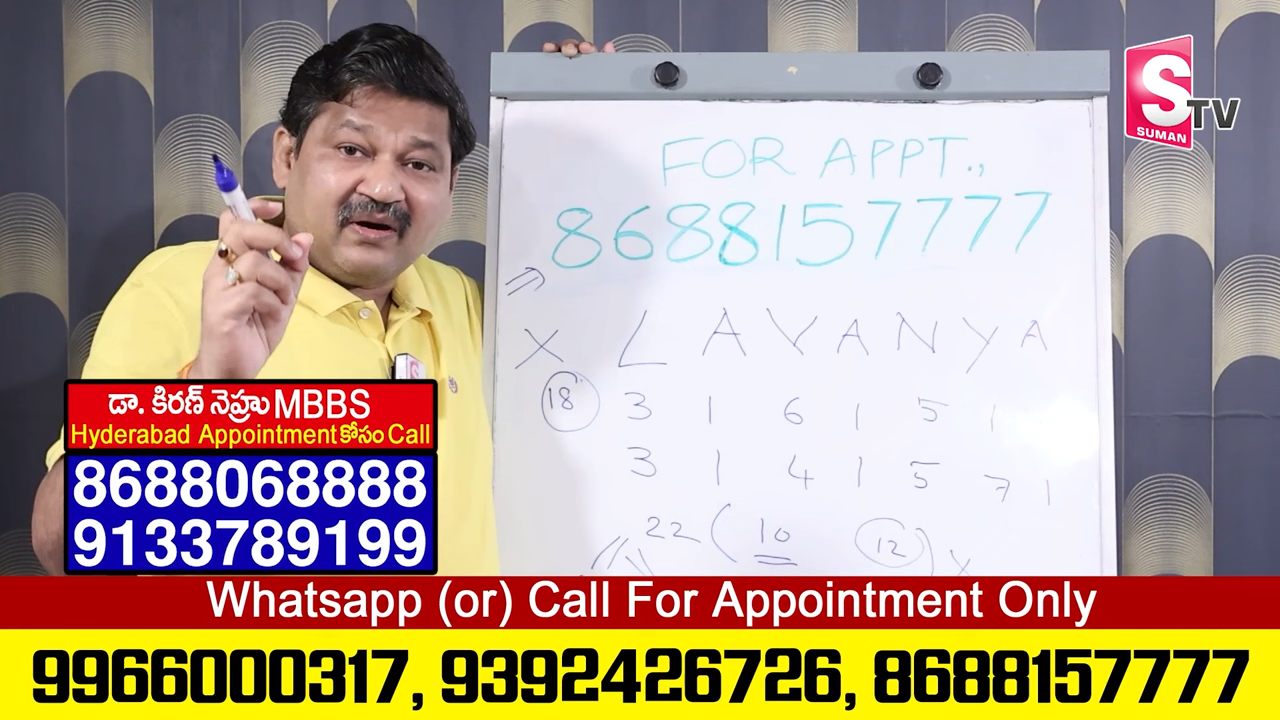 S TV
SUMAN
FOR APPT.,
8688157777
X L A V A N Y A
18 3 1 6 1 5 1
3 1 4 1 5 7 1
22 ( 10 12 ) X
డా. కిరణ్ నెహ్రు MBBS
Hyderabad Appointment కోసం Call
8688068888
9133789199
Whatsapp (or) Call For Appointment Only
9966000317, 9392426726, 8688157777